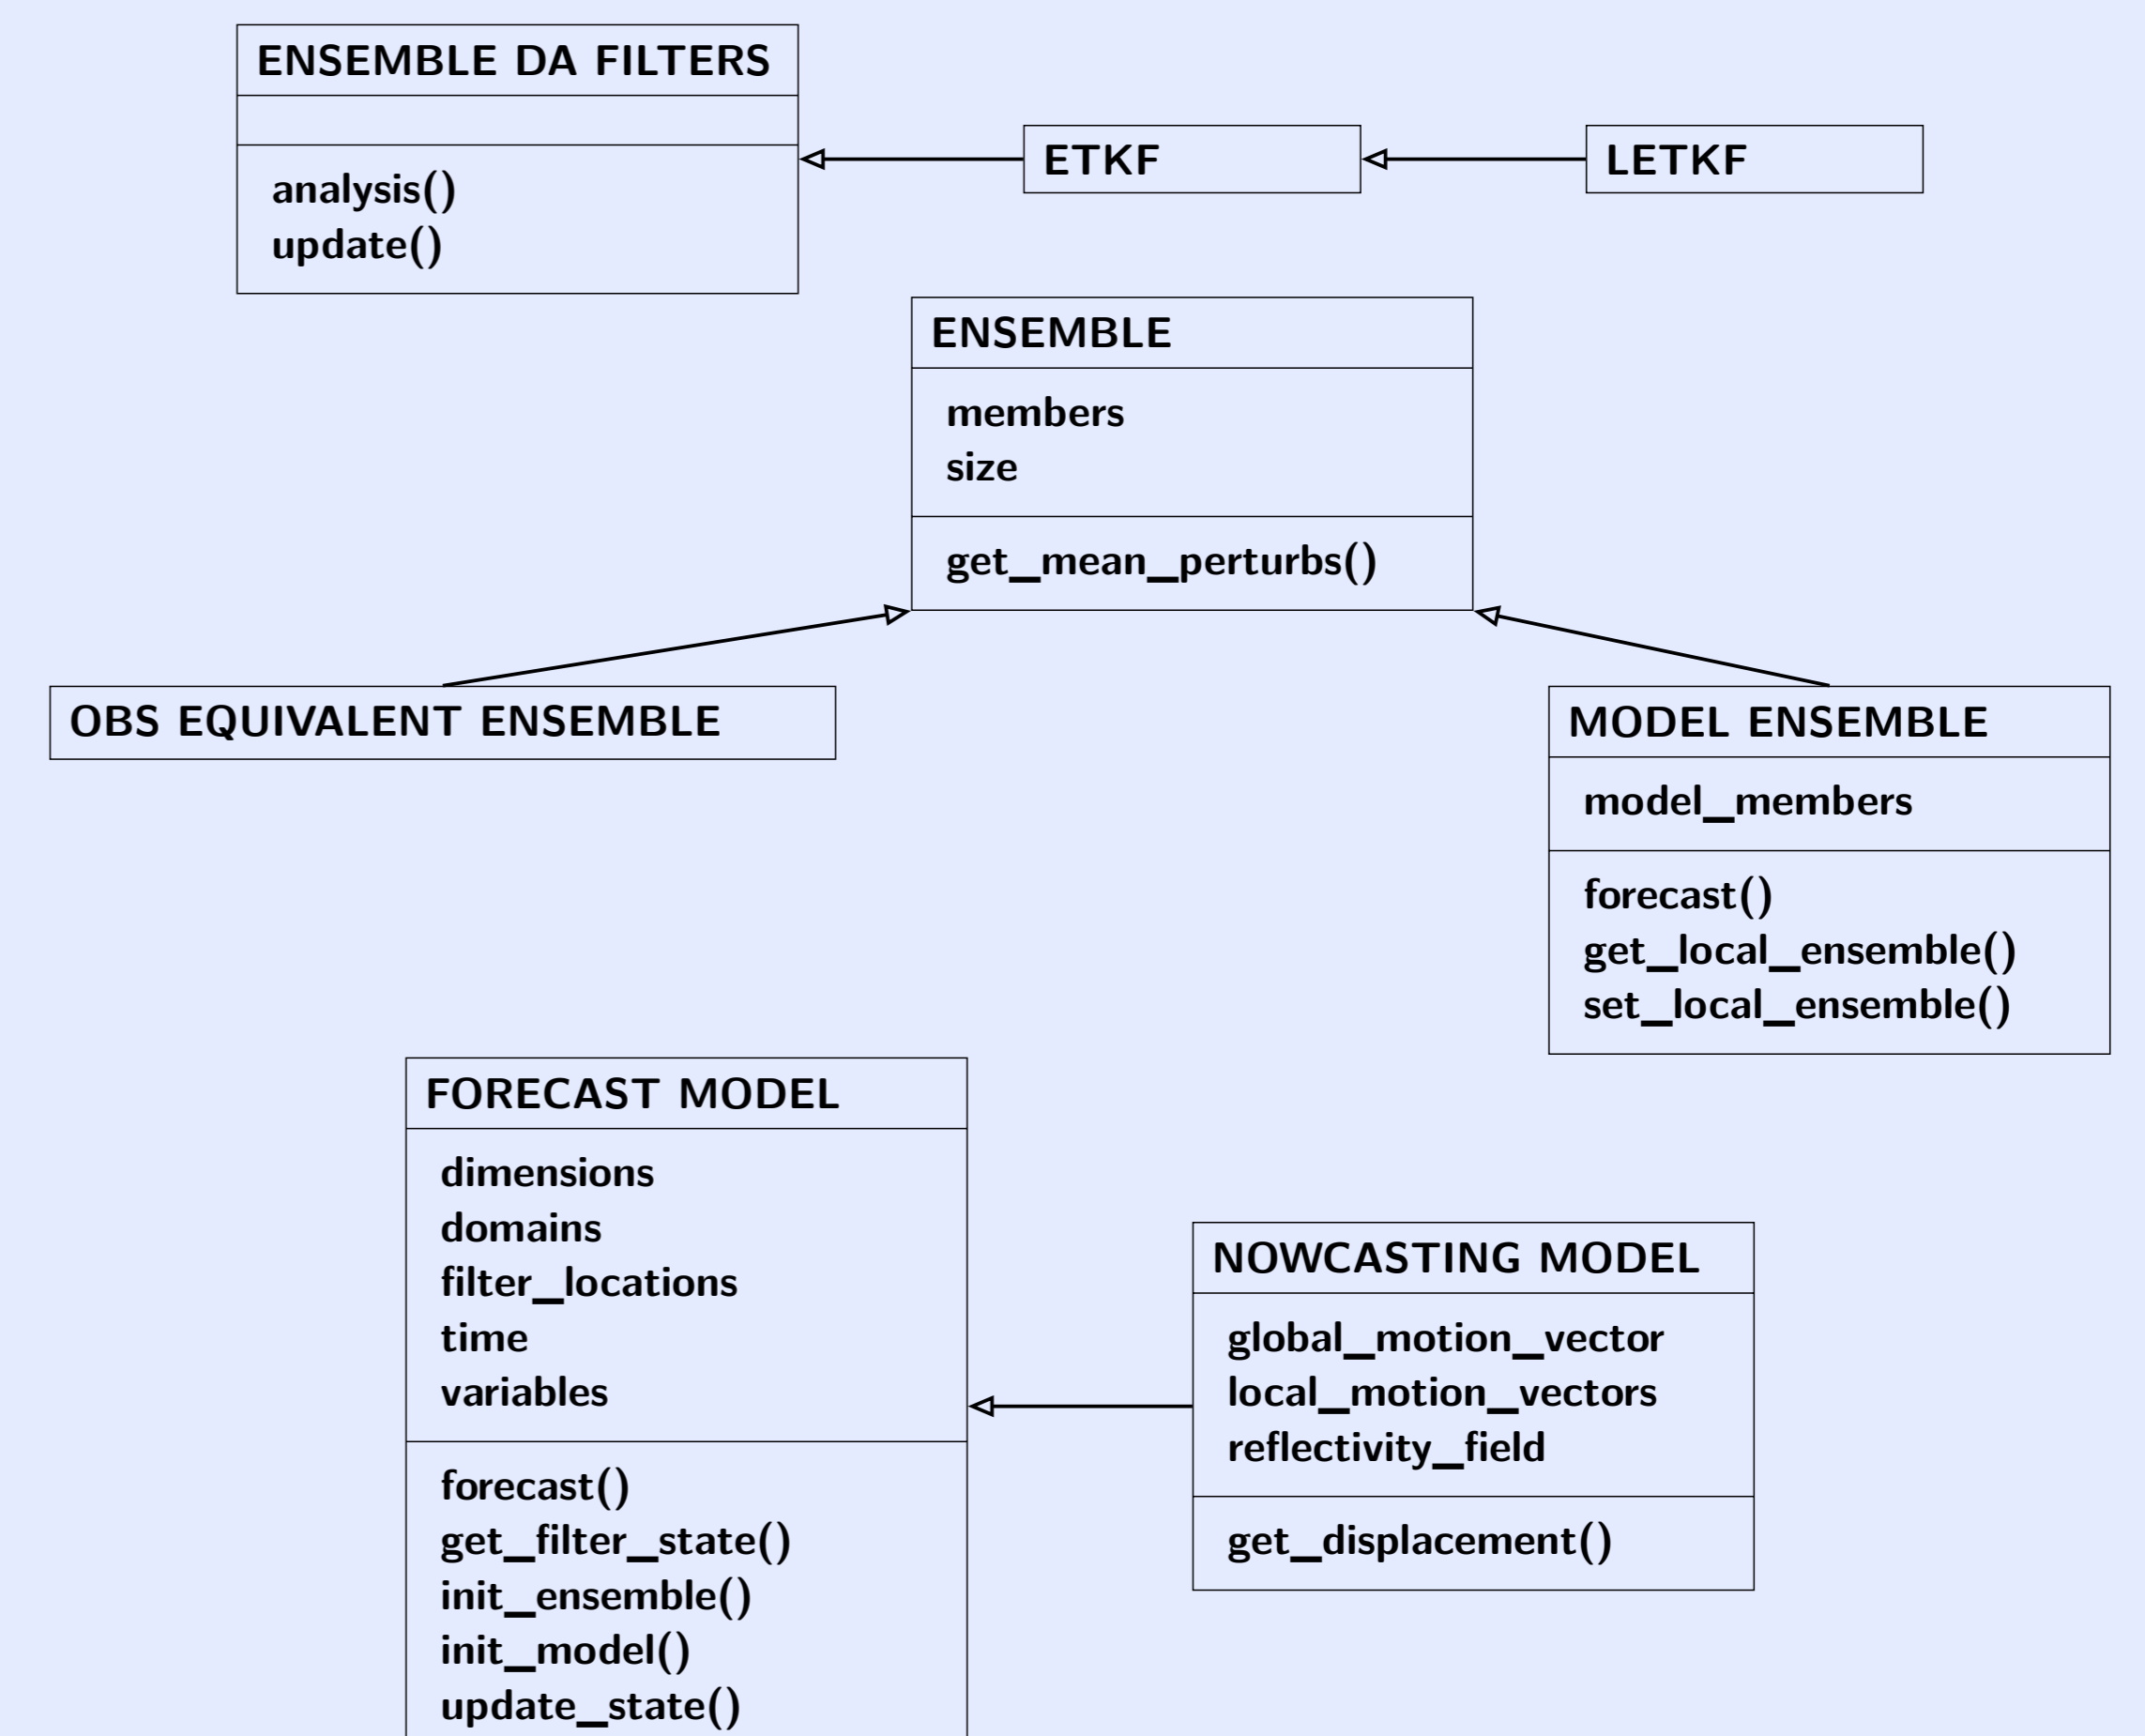 ENSEMBLE DA FILTERS
analysis()
update()
ETKF
LETKF
ENSEMBLE
members
size
get_mean_perturbs()
OBS EQUIVALENT ENSEMBLE
MODEL ENSEMBLE
model_members
forecast()
get_local_ensemble()
set_local_ensemble()
FORECAST MODEL
dimensions
domains
filter_locations
time
variables
forecast()
get_filter_state()
init_ensemble()
init_model()
update_state()
NOWCASTING MODEL
global_motion_vector
local_motion_vectors
reflectivity_field
get_displacement()